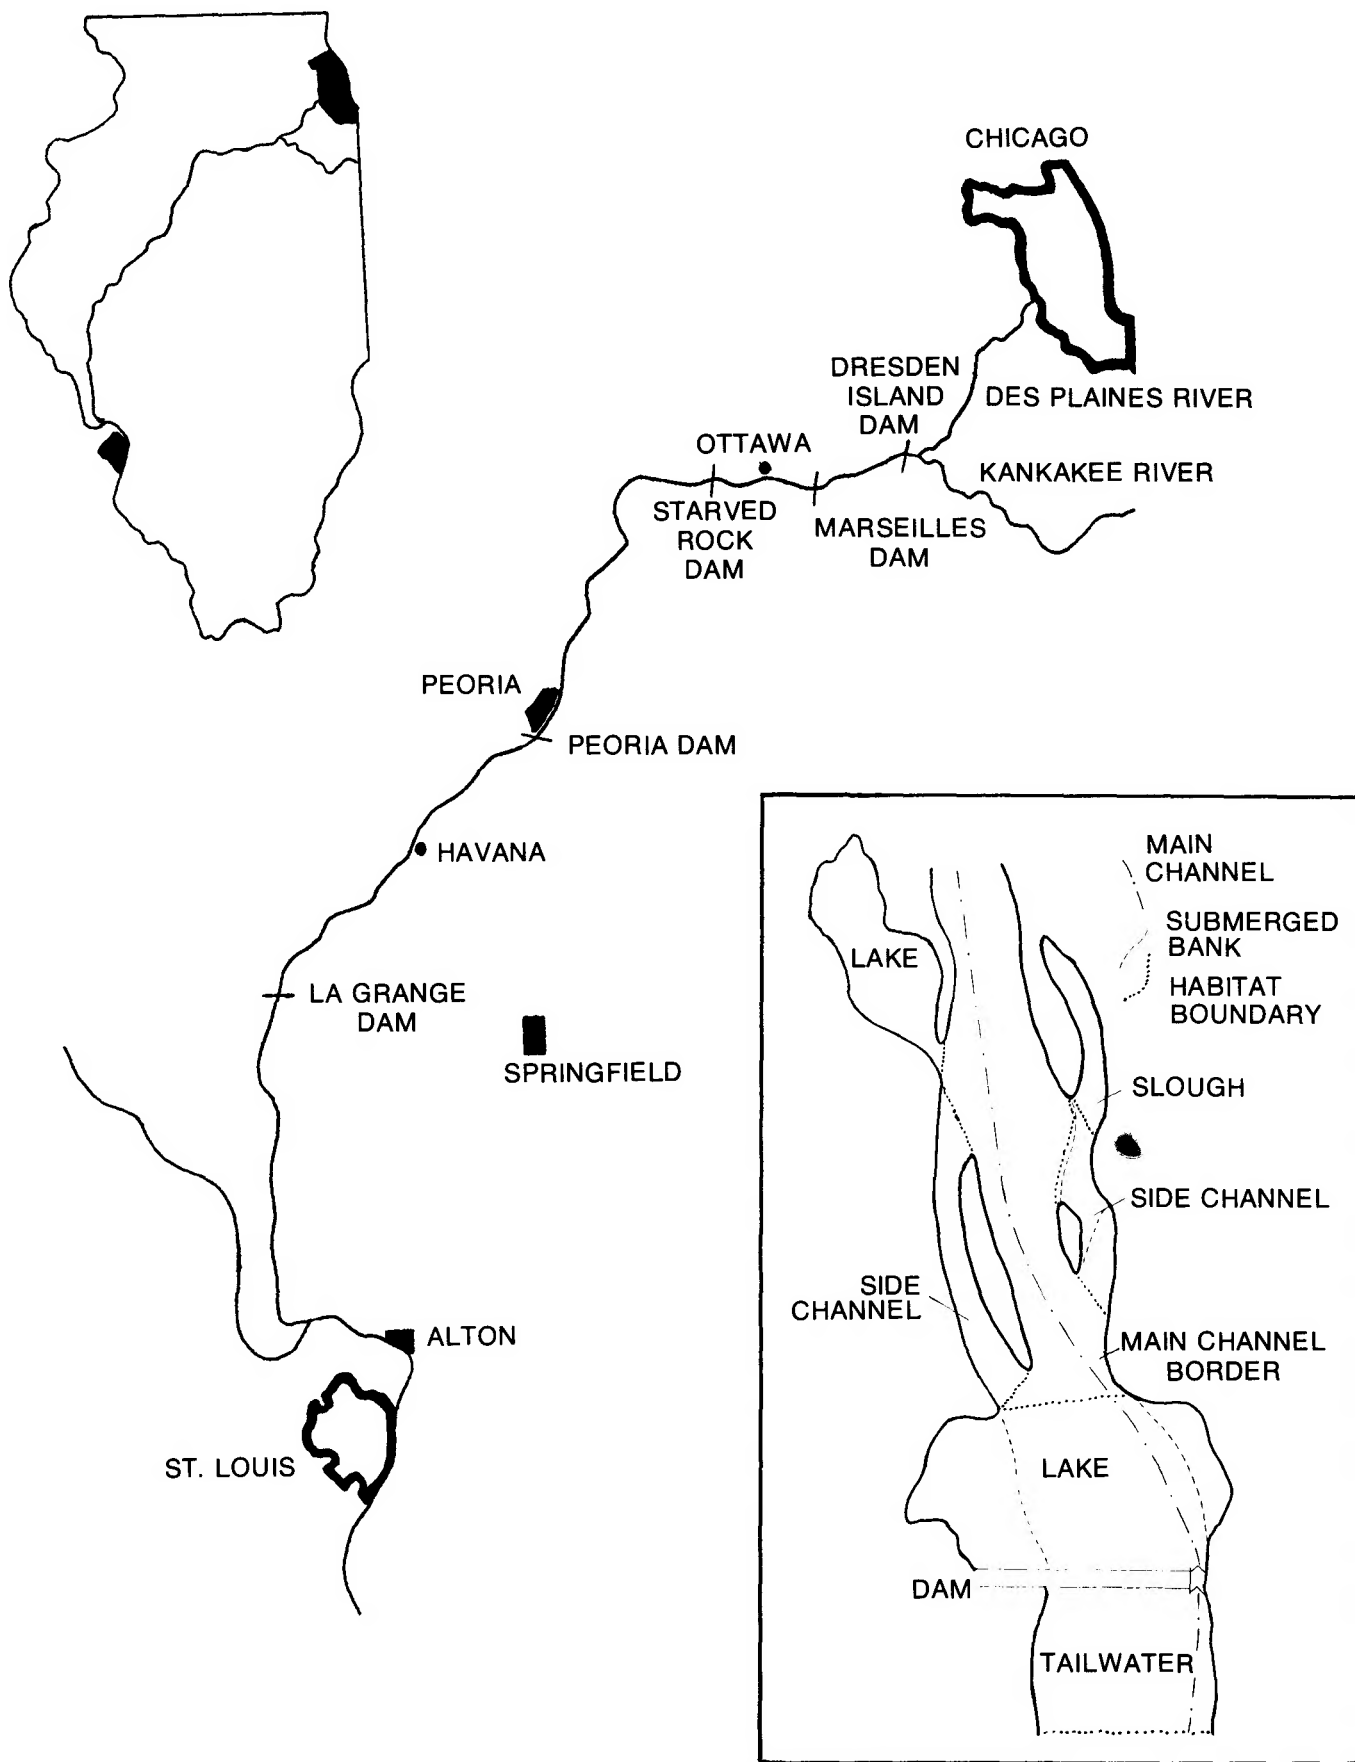 CHICAGO
DRESDEN
ISLAND
DAM
DES PLAINES RIVER
OTTAWA
KANKAKEE RIVER
STARVED
ROCK
DAM
MARSEILLES
DAM
PEORIA
PEORIA DAM
HAVANA
LA GRANGE
DAM
SPRINGFIELD
ALTON
ST. LOUIS
MAIN
CHANNEL
SUBMERGED
BANK
HABITAT
BOUNDARY
LAKE
SLOUGH
SIDE CHANNEL
SIDE
CHANNEL
MAIN CHANNEL
BORDER
LAKE
DAM
TAILWATER